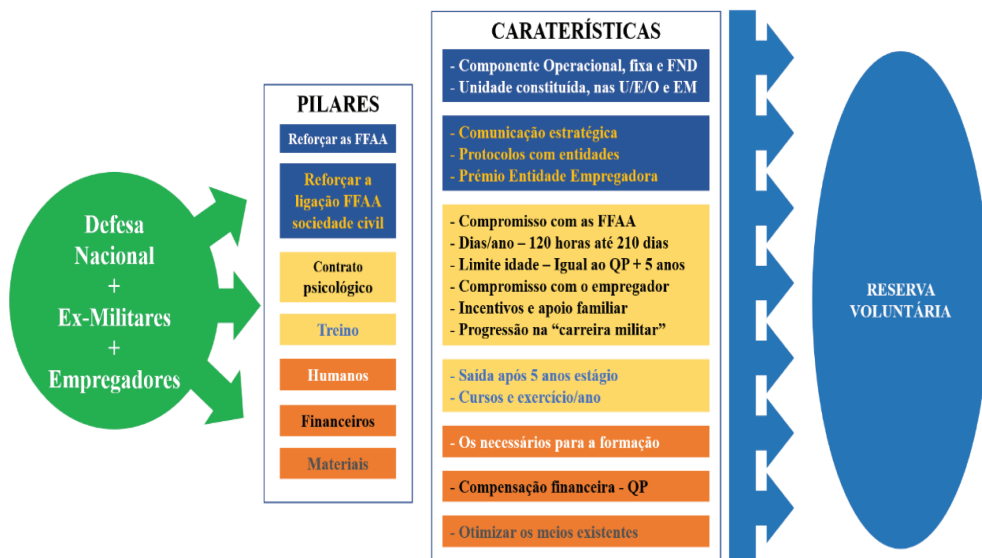 Defesa
Nacional
+
Ex-Militares
+
Empregadores
PILARES
Reforçar as FFAA
Reforçar a
ligação FFAA
sociedade civil
Contrato
psicológico
Treino
Humanos
Financeiros
Materiais
CARATERÍSTICAS
- Componente Operacional, fixa e FND
- Unidade constituída, nas U/E/O e EM
- Comunicação estratégica
- Protocolos com entidades
- Prémio Entidade Empregadora
- Compromisso com as FFAA
- Dias/ano – 120 horas até 210 dias
- Limite idade – Igual ao QP + 5 anos
- Compromisso com o empregador
- Incentivos e apoio familiar
- Progressão na “carreira militar”
- Saída após 5 anos estágio
- Cursos e exercício/ano
- Os necessários para a formação
- Compensação financeira - QP
- Otimizar os meios existentes
RESERVA
VOLUNTÁRIA